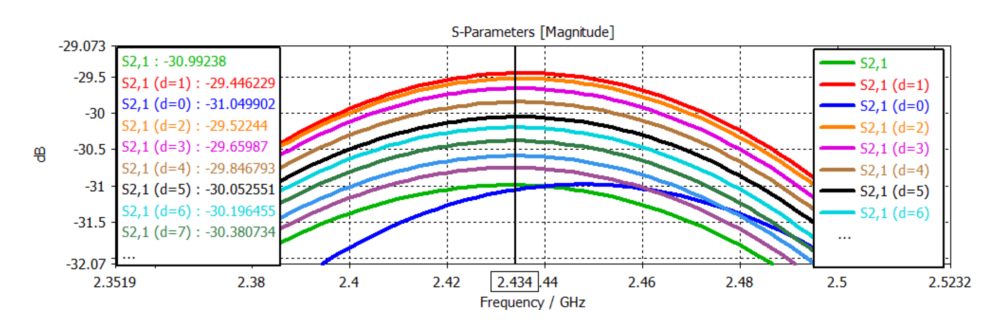 S-Parameters [Magnitude]
-29.073
-29.5
-30
-30.5
-31
-31.5
-32.07
dB
S2,1 : -30.99238
S2,1 (d=1) : -29.446229
S2,1 (d=0) : -31.049902
S2,1 (d=2) : -29.52244
S2,1 (d=3) : -29.65987
S2,1 (d=4) : -29.846793
S2,1 (d=5) : -30.052551
S2,1 (d=6) : -30.196455
S2,1 (d=7) : -30.380734
...
S2,1
S2,1 (d=1)
S2,1 (d=0)
S2,1 (d=2)
S2,1 (d=3)
S2,1 (d=4)
S2,1 (d=5)
S2,1 (d=6)
...
2.3519 2.38 2.4 2.42 2.434 2.44 2.46 2.48 2.5 2.5232
Frequency / GHz